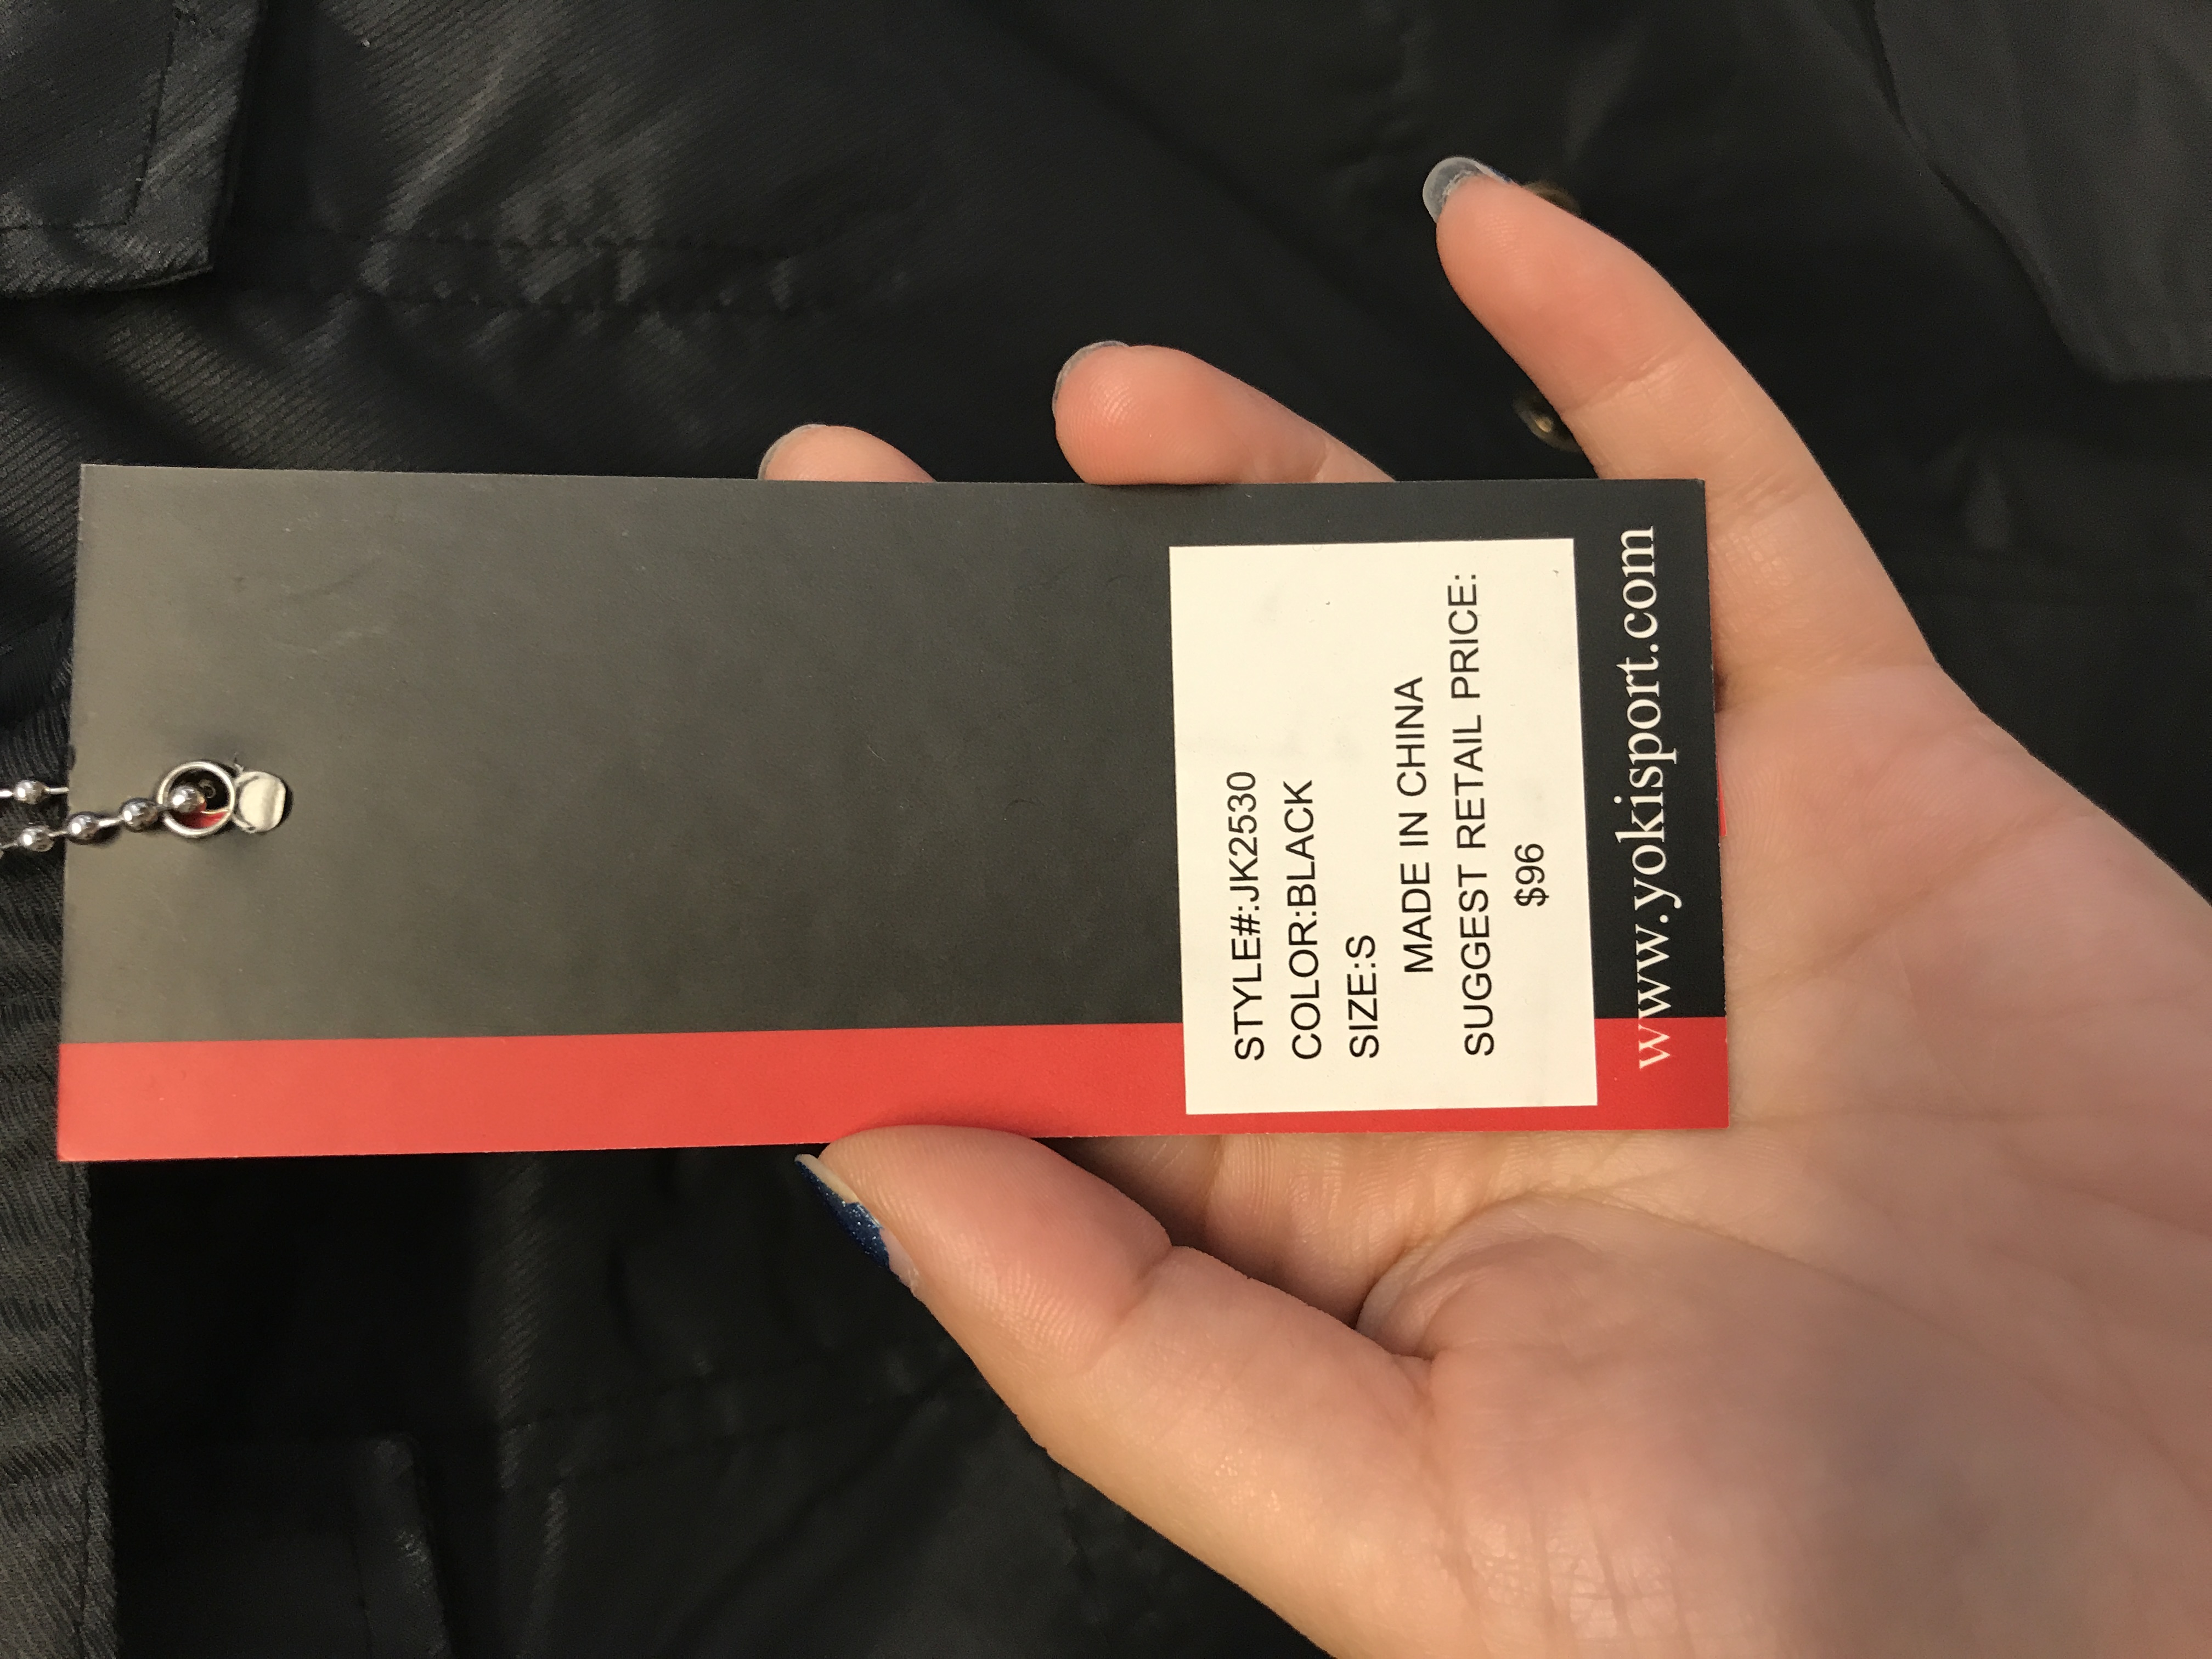 STYLE#:JK2530
COLOR:BLACK
SIZE:S
MADE IN CHINA
SUGGEST RETAIL PRICE:
$96
www.yokisport.com